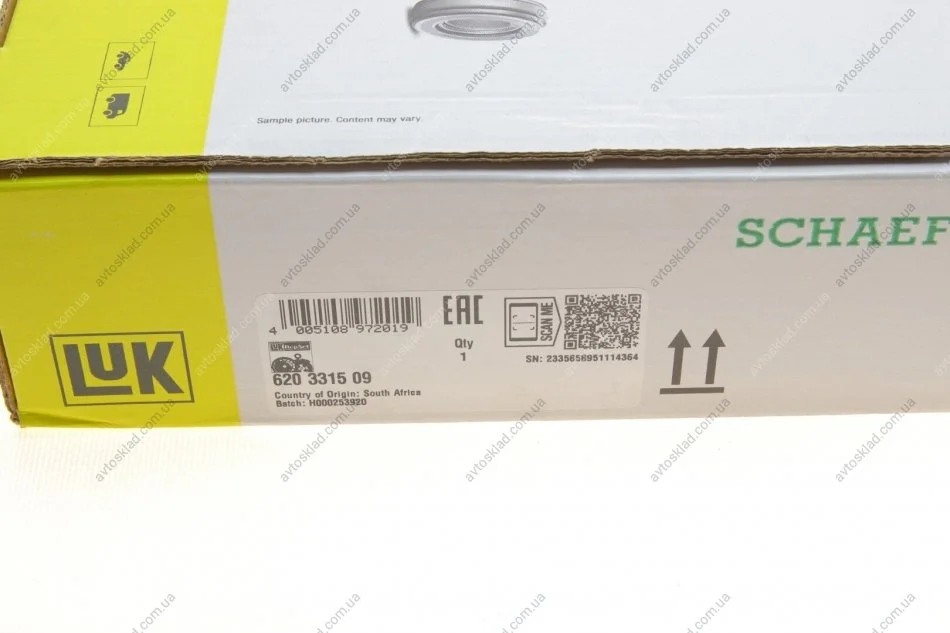 Sample picture. Content may vary.
SCHAEF
LUK
4 005108 972019
EAC
Qty
1
SCAN ME
SN: 2335656951114364
620 3315 09
Country of Origin: South Africa
Batch: H000253920
avtosklad.com.ua